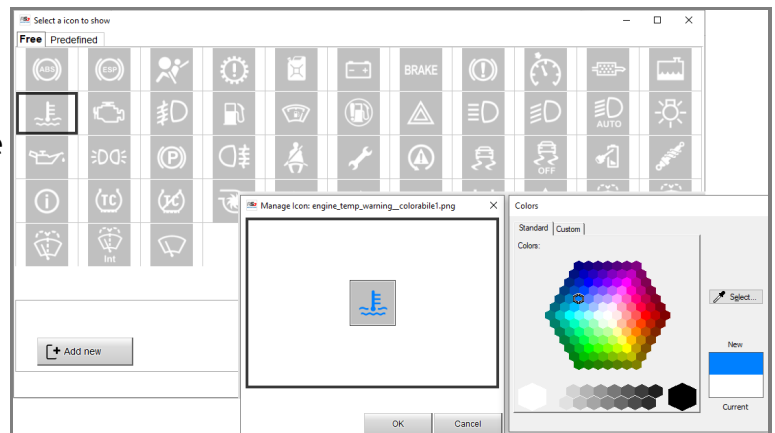 Select a icon to show
Free Predefined
ABS ESP BRAKE
AUTO
P OFF
TC TC
Int
Add new
Manage Icon: engine_temp_warning__colorabile1.png
OK Cancel
Colors
Standard Custom
Colors:
Select...
New
Current
e